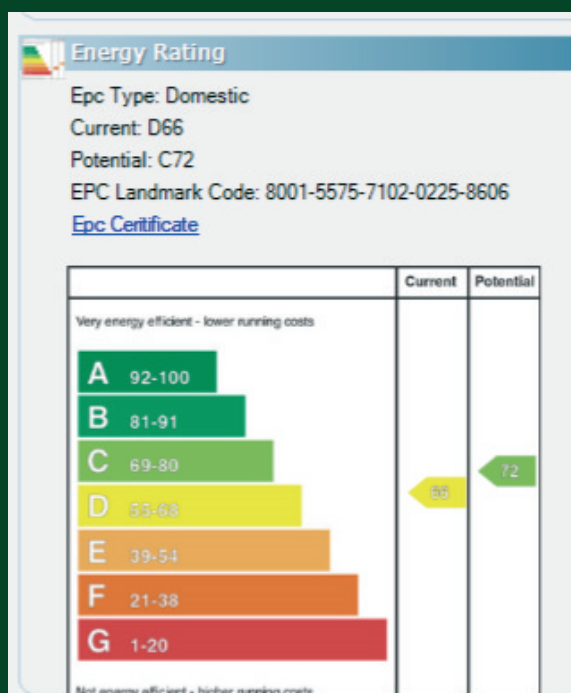 Energy Rating
Epc Type: Domestic
Current: D66
Potential: C72
EPC Landmark Code: 8001-5575-7102-0225-8606
Epc Ceritificate
Current Potential
Very energy efficient - lower running costs
A 92-100
B 81-91
C 69-80
72
D 55-68
66
E 39-54
F 21-38
G 1-20
Not energy efficient - higher running costs